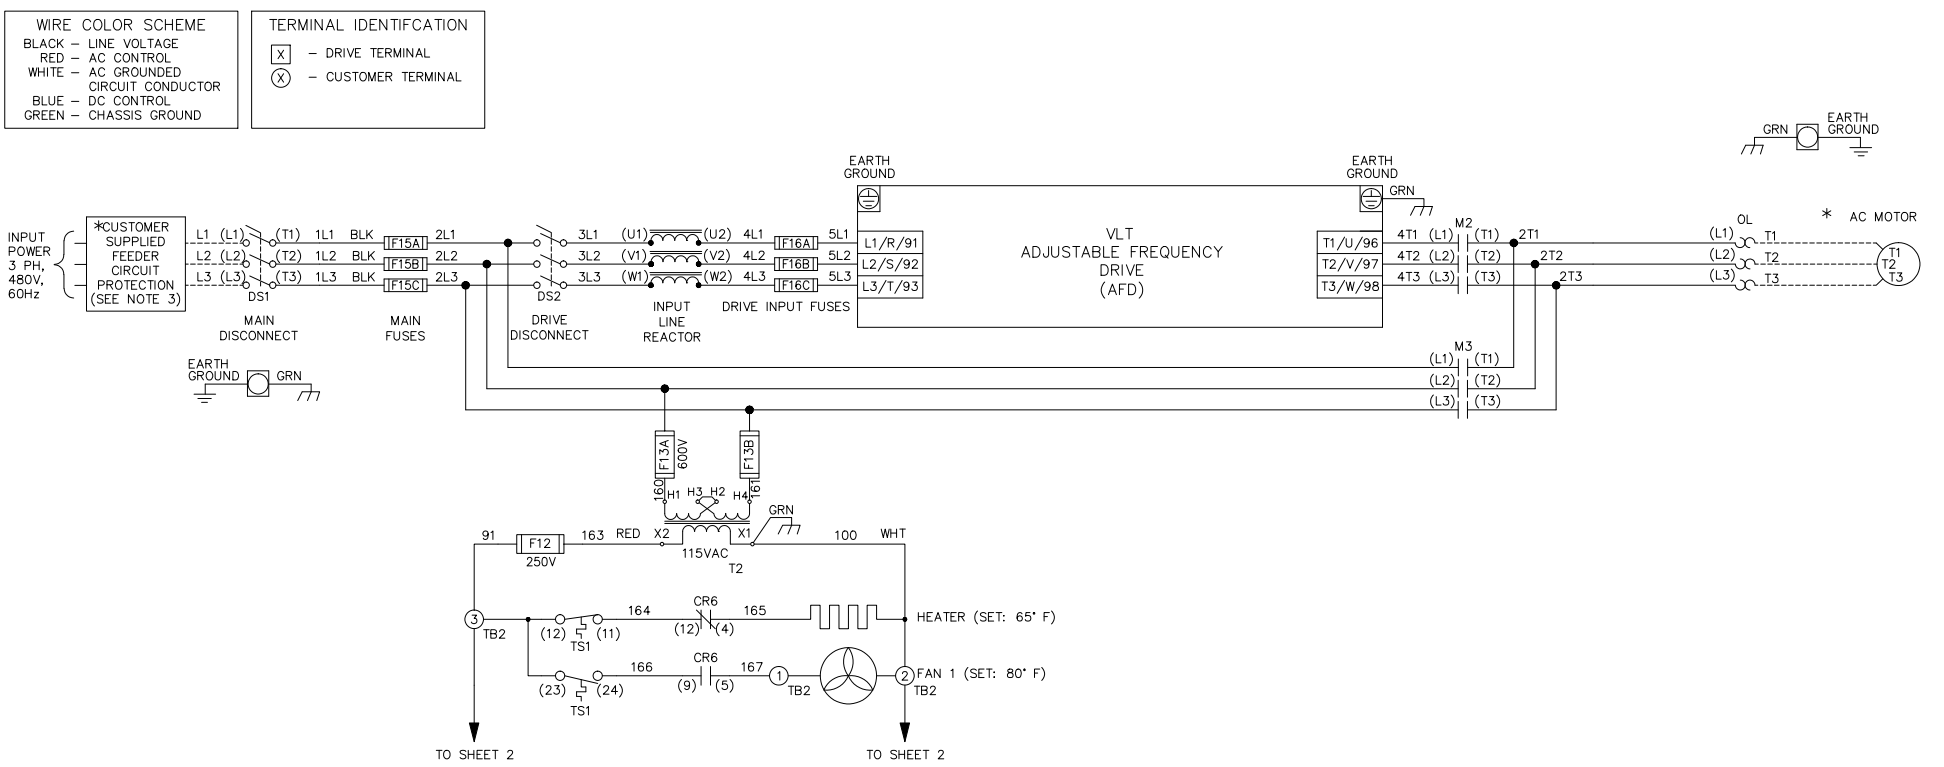 WIRE COLOR SCHEME
BLACK – LINE VOLTAGE
RED – AC CONTROL
WHITE – AC GROUNDED
CIRCUIT CONDUCTOR
BLUE – DC CONTROL
GREEN – CHASSIS GROUND
TERMINAL IDENTIFCATION
X – DRIVE TERMINAL
X – CUSTOMER TERMINAL
GRN
EARTH
GROUND
INPUT
POWER
3 PH,
480V,
60Hz
*CUSTOMER
SUPPLIED
FEEDER
CIRCUIT
PROTECTION
(SEE NOTE 3)
L1 (L1) (T1) 1L1 BLK F15A 2L1
L2 (L2) (T2) 1L2 BLK F15B 2L2
L3 (L3) (T3) 1L3 BLK F15C 2L3
DS1
MAIN
DISCONNECT
MAIN
FUSES
3L1 (U1) (U2) 4L1 F16A 5L1
3L2 (V1) (V2) 4L2 F16B 5L2
3L3 (W1) (W2) 4L3 F16C 5L3
DS2
DRIVE
DISCONNECT
INPUT
LINE
REACTOR
DRIVE INPUT FUSES
EARTH
GROUND
L1/R/91
L2/S/92
L3/T/93
VLT
ADJUSTABLE FREQUENCY
DRIVE
(AFD)
EARTH
GROUND
GRN
T1/U/96
T2/V/97
T3/W/98
M2
4T1 (L1) (T1) 2T1
4T2 (L2) (T2) 2T2
4T3 (L3) (T3) 2T3
OL
(L1) T1
(L2) T2
(L3) T3
* AC MOTOR
T1
T2
T3
EARTH
GROUND
GRN
M3
(L1) (T1)
(L2) (T2)
(L3) (T3)
F13A
600V
F13B
160
161
H1 H3 H2 H4
GRN
91 F12 163 RED X2 X1 100 WHT
250V
115VAC
T2
3
TB2
(12) (11)
TS1
164
CR6
(12) (4)
165
HEATER (SET: 65° F)
(23) (24)
TS1
166
CR6
(9) (5)
167
1
TB2
2
TB2
FAN 1 (SET: 80° F)
TO SHEET 2
TO SHEET 2